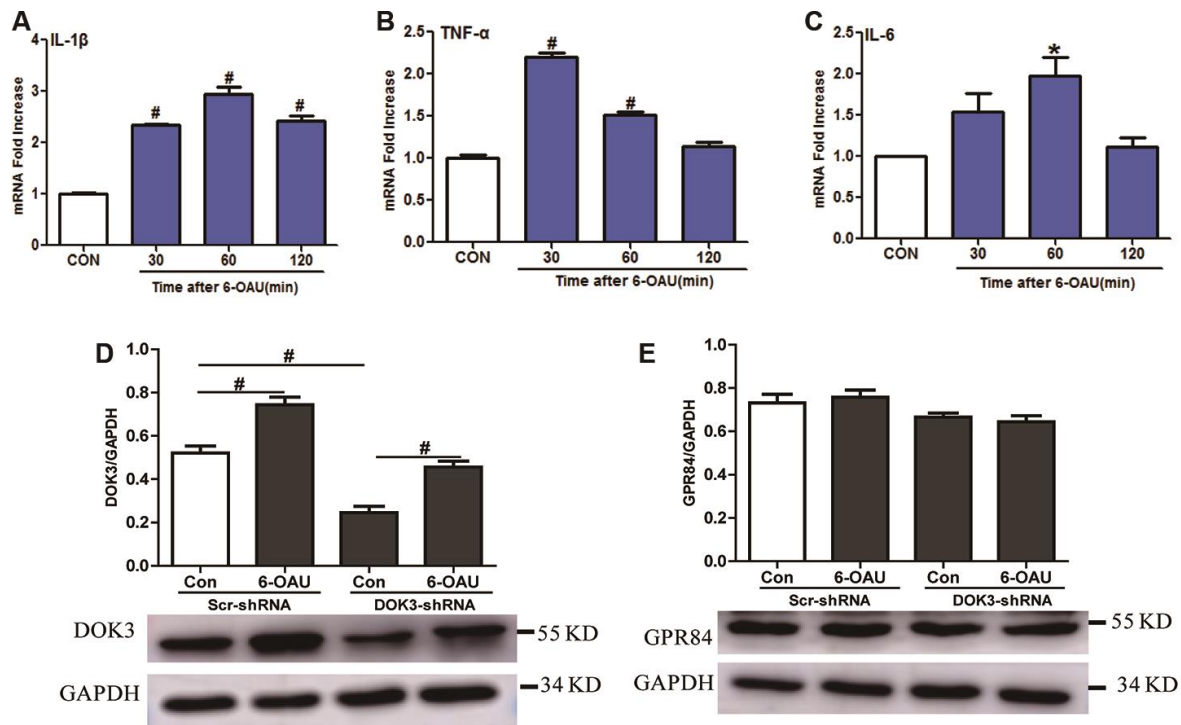 A
IL-1β
mRNA Fold Increase
4
3
2
1
0
#
#
#
CON
30
60
120
Time after 6-OAU(min)
B
TNF-α
mRNA Fold Increase
2.5
2.0
1.5
1.0
0.5
0.0
#
#
CON
30
60
120
Time after 6-OAU(min)
C
IL-6
mRNA Fold Increase
2.5
2.0
1.5
1.0
0.5
0
*
CON
30
60
120
Time after 6-OAU(min)
D
DOK3/GAPDH
1.0
0.8
0.6
0.4
0.2
0.0
#
#
#
Con
6-OAU
Con
6-OAU
Scr-shRNA
DOK3-shRNA
DOK3
55 KD
GAPDH
34 KD
E
GPR84/GAPDH
1.0
0.8
0.6
0.4
0.2
0.0
Con
6-OAU
Con
6-OAU
Scr-shRNA
DOK3-shRNA
GPR84
55 KD
GAPDH
34 KD